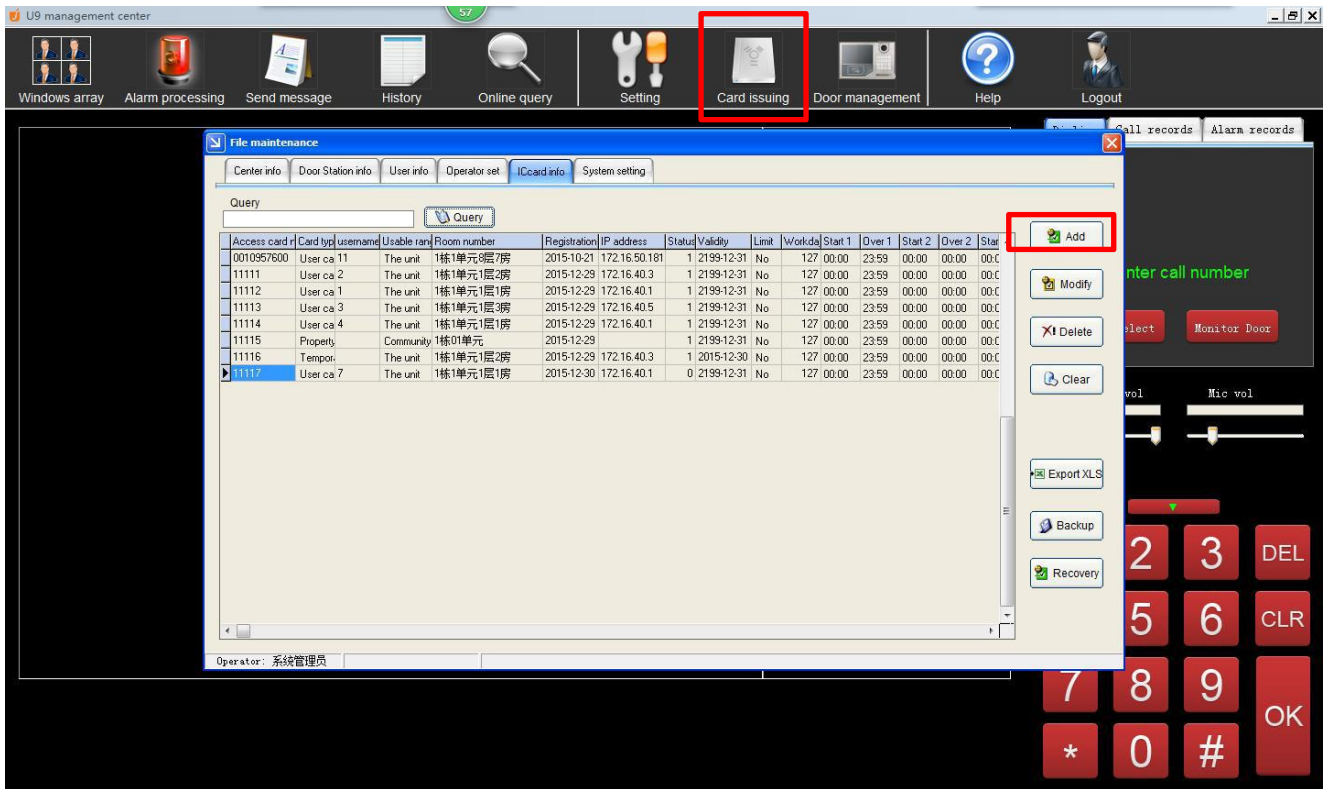 U9 management center
57
Windows array Alarm processing Send message History Online query Setting Card issuing Door management Help Logout
Call records Alarm records
File maintenance
Center info Door Station info User info Operator set ICcard info System setting
Query
Query
Access card r Card typ username Usable ran Room number Registration IP address Status Validity Limit Workda Start 1 Over 1 Start 2 Over 2 Star
0010957600 User ca 11 The unit 1栋1单元8层7房 2015-10-21 172.16.50.181 1 2199-12-31 No 127 00:00 23:59 00:00 00:00 00:0
11111 User ca 2 The unit 1栋1单元1层2房 2015-12-29 172.16.40.3 1 2199-12-31 No 127 00:00 23:59 00:00 00:00 00:0
11112 User ca 1 The unit 1栋1单元1层1房 2015-12-29 172.16.40.1 1 2199-12-31 No 127 00:00 23:59 00:00 00:00 00:0
11113 User ca 3 The unit 1栋1单元1层3房 2015-12-29 172.16.40.5 1 2199-12-31 No 127 00:00 23:59 00:00 00:00 00:0
11114 User ca 4 The unit 1栋1单元1层1房 2015-12-29 172.16.40.1 1 2199-12-31 No 127 00:00 23:59 00:00 00:00 00:0
11115 Property Community 1栋01单元 2015-12-29 1 2199-12-31 No 127 00:00 23:59 00:00 00:00 00:0
11116 Tempor The unit 1栋1单元1层2房 2015-12-29 172.16.40.3 1 2015-12-30 No 127 00:00 23:59 00:00 00:00 00:0
11117 User ca 7 The unit 1栋1单元1层1房 2015-12-30 172.16.40.1 0 2199-12-31 No 127 00:00 23:59 00:00 00:00 00:0
Add
Modify
Delete
Clear
Export XLS
Backup
Recovery
nter call number
elect Monitor Door
vol Mic vol
2 3 DEL
5 6 CLR
7 8 9
OK
* 0 #
Operator: 系统管理员